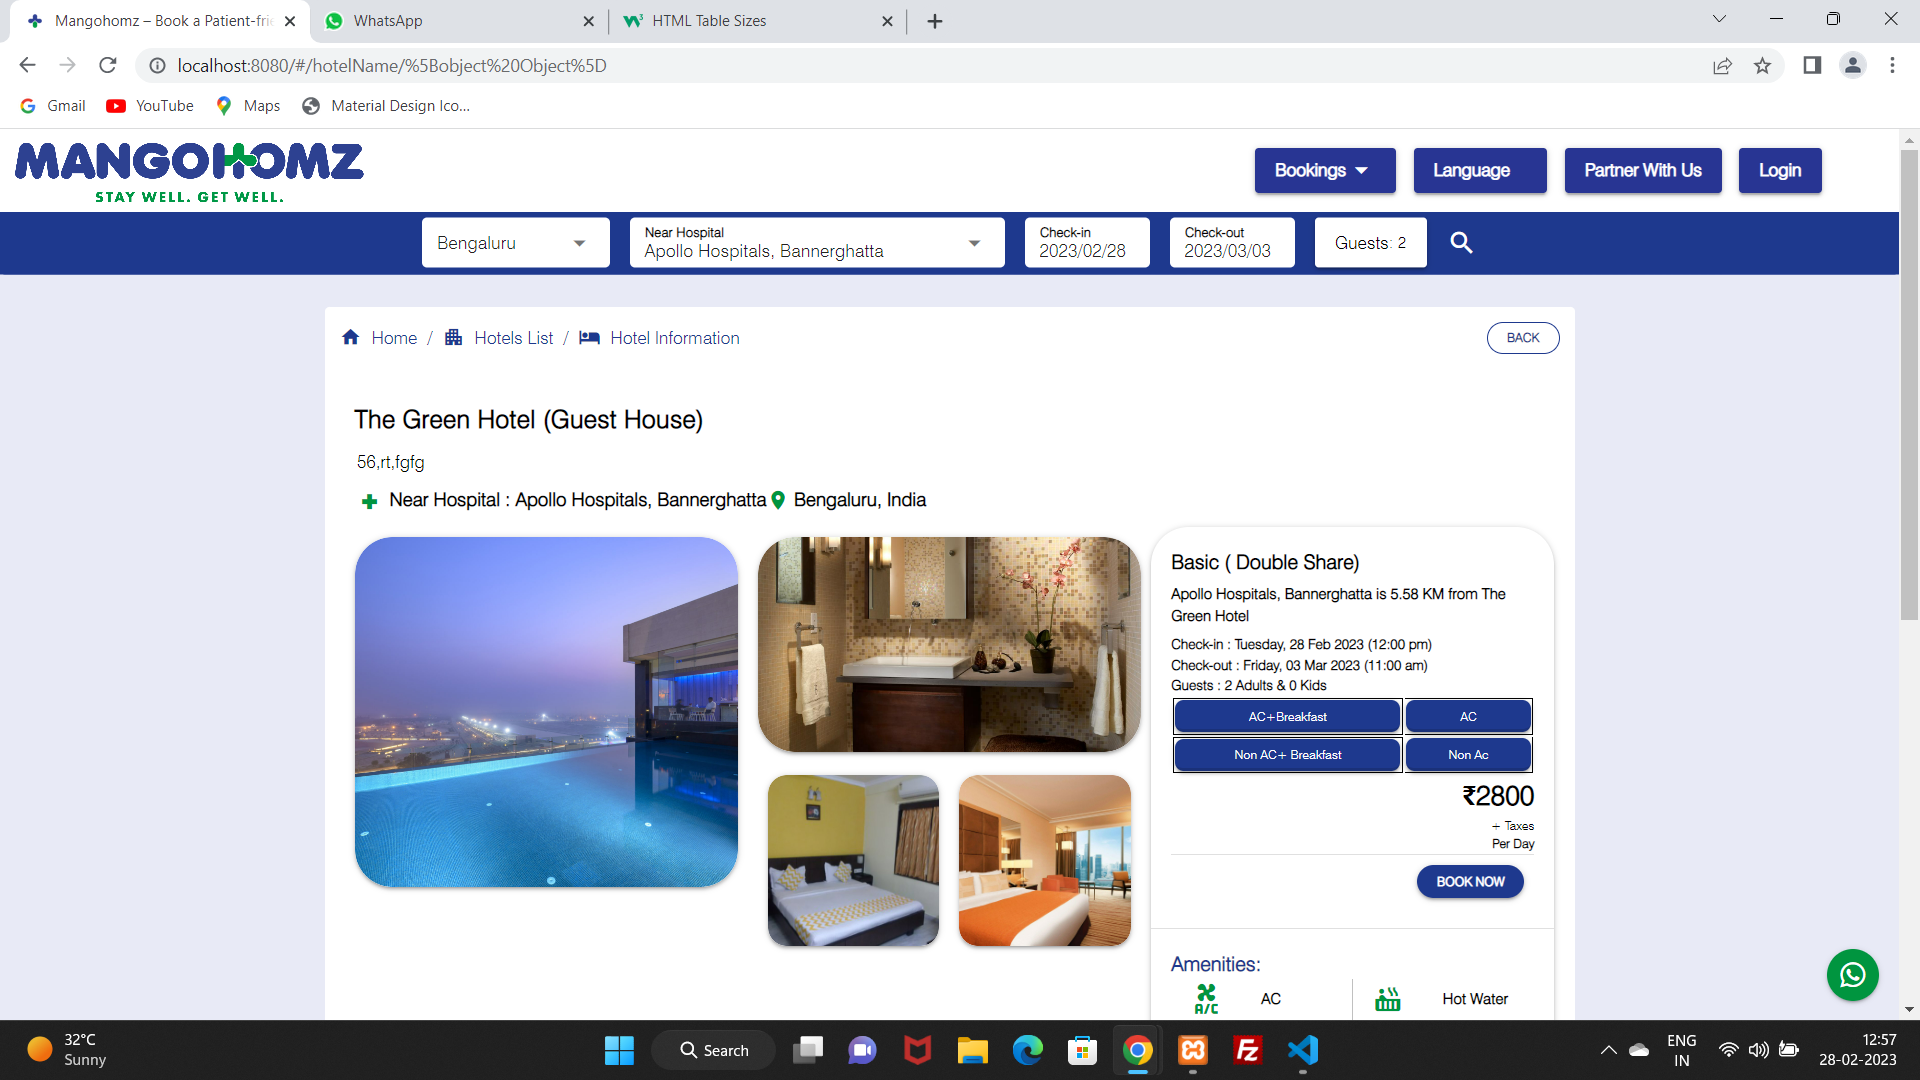 Mangohomz – Book a Patient-frie
WhatsApp
HTML Table Sizes
localhost:8080/#/hotelName/%5Bobject%20Object%5D
Gmail
YouTube
Maps
Material Design Ico...
MANGOHOMZ
STAY WELL. GET WELL.
Bookings
Language
Partner With Us
Login
Bengaluru
Near Hospital
Apollo Hospitals, Bannerghatta
Check-in
2023/02/28
Check-out
2023/03/03
Guests: 2
Home / Hotels List / Hotel Information
BACK
The Green Hotel (Guest House)
56,rt,fgfg
Near Hospital : Apollo Hospitals, Bannerghatta Bengaluru, India
Basic ( Double Share)
Apollo Hospitals, Bannerghatta is 5.58 KM from The
Green Hotel
Check-in : Tuesday, 28 Feb 2023 (12:00 pm)
Check-out : Friday, 03 Mar 2023 (11:00 am)
Guests : 2 Adults & 0 Kids
AC+Breakfast
AC
Non AC+ Breakfast
Non Ac
₹2800
+ Taxes
Per Day
BOOK NOW
Amenities:
A/C
AC
Hot Water
32°C
Sunny
Search
ENG
IN
12:57
28-02-2023